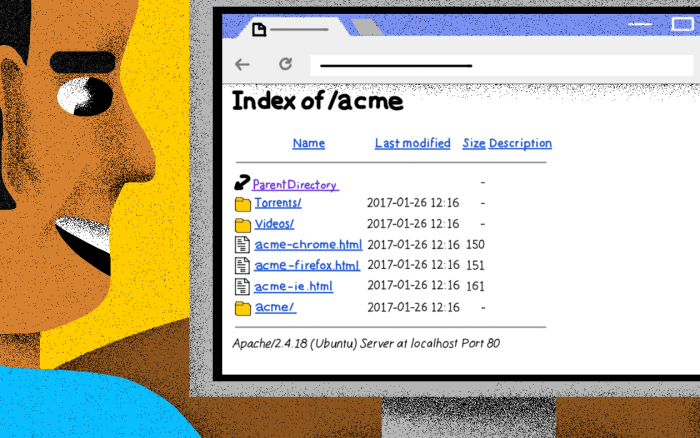 Index of /acme
Name Last modified Size Description
ParentDirectory -
Torrents/ 2017-01-26 12:16 -
Videos/ 2017-01-26 12:16 -
acme-chrome.html 2017-01-26 12:16 150
acme-firefox.html 2017-01-26 12:16 151
acme-ie.html 2017-01-26 12:16 161
acme/ 2017-01-26 12:16 -
Apache/2.4.18 (Ubuntu) Server at localhost Port 80